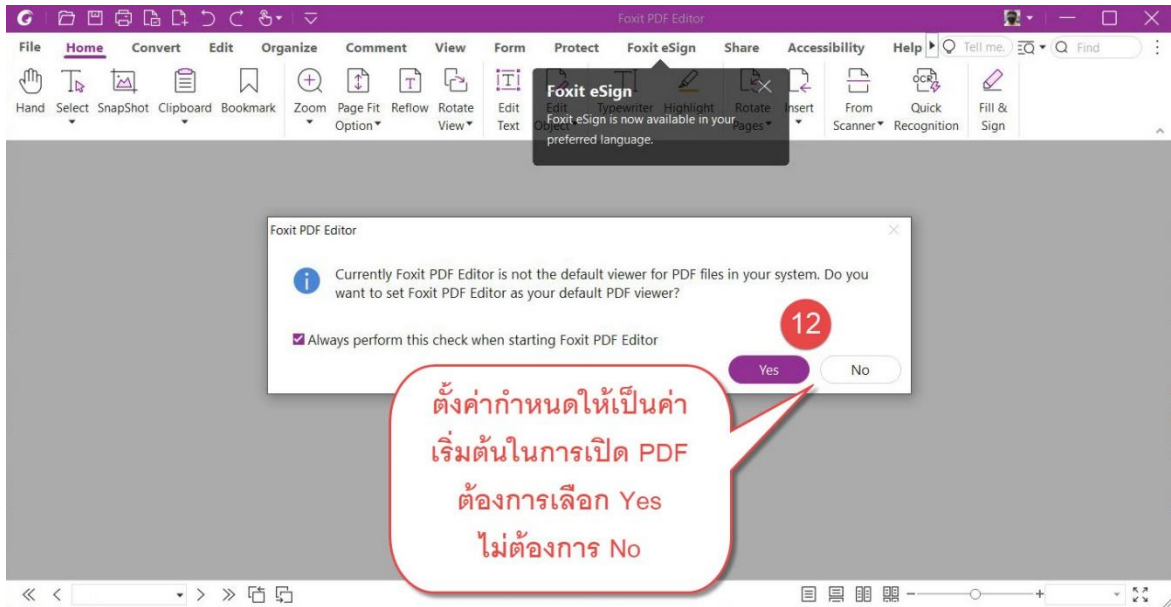 Foxit PDF Editor
File Home Convert Edit Organize Comment View Form Protect Foxit eSign Share Accessibility Help Tell me. Find
Hand Select SnapShot Clipboard Bookmark Zoom Page Fit Option Reflow Rotate View Edit Text Edit Object Typewriter Highlight Rotate Pages Insert From Scanner Quick Recognition Fill & Sign
Foxit eSign
Foxit eSign is now available in your
preferred language.
Foxit PDF Editor
Currently Foxit PDF Editor is not the default viewer for PDF files in your system. Do you
want to set Foxit PDF Editor as your default PDF viewer?
Always perform this check when starting Foxit PDF Editor
12
Yes No
ตั้งค่ากำหนดให้เป็นค่า
เริ่มต้นในการเปิด PDF
ต้องการเลือก Yes
ไม่ต้องการ No